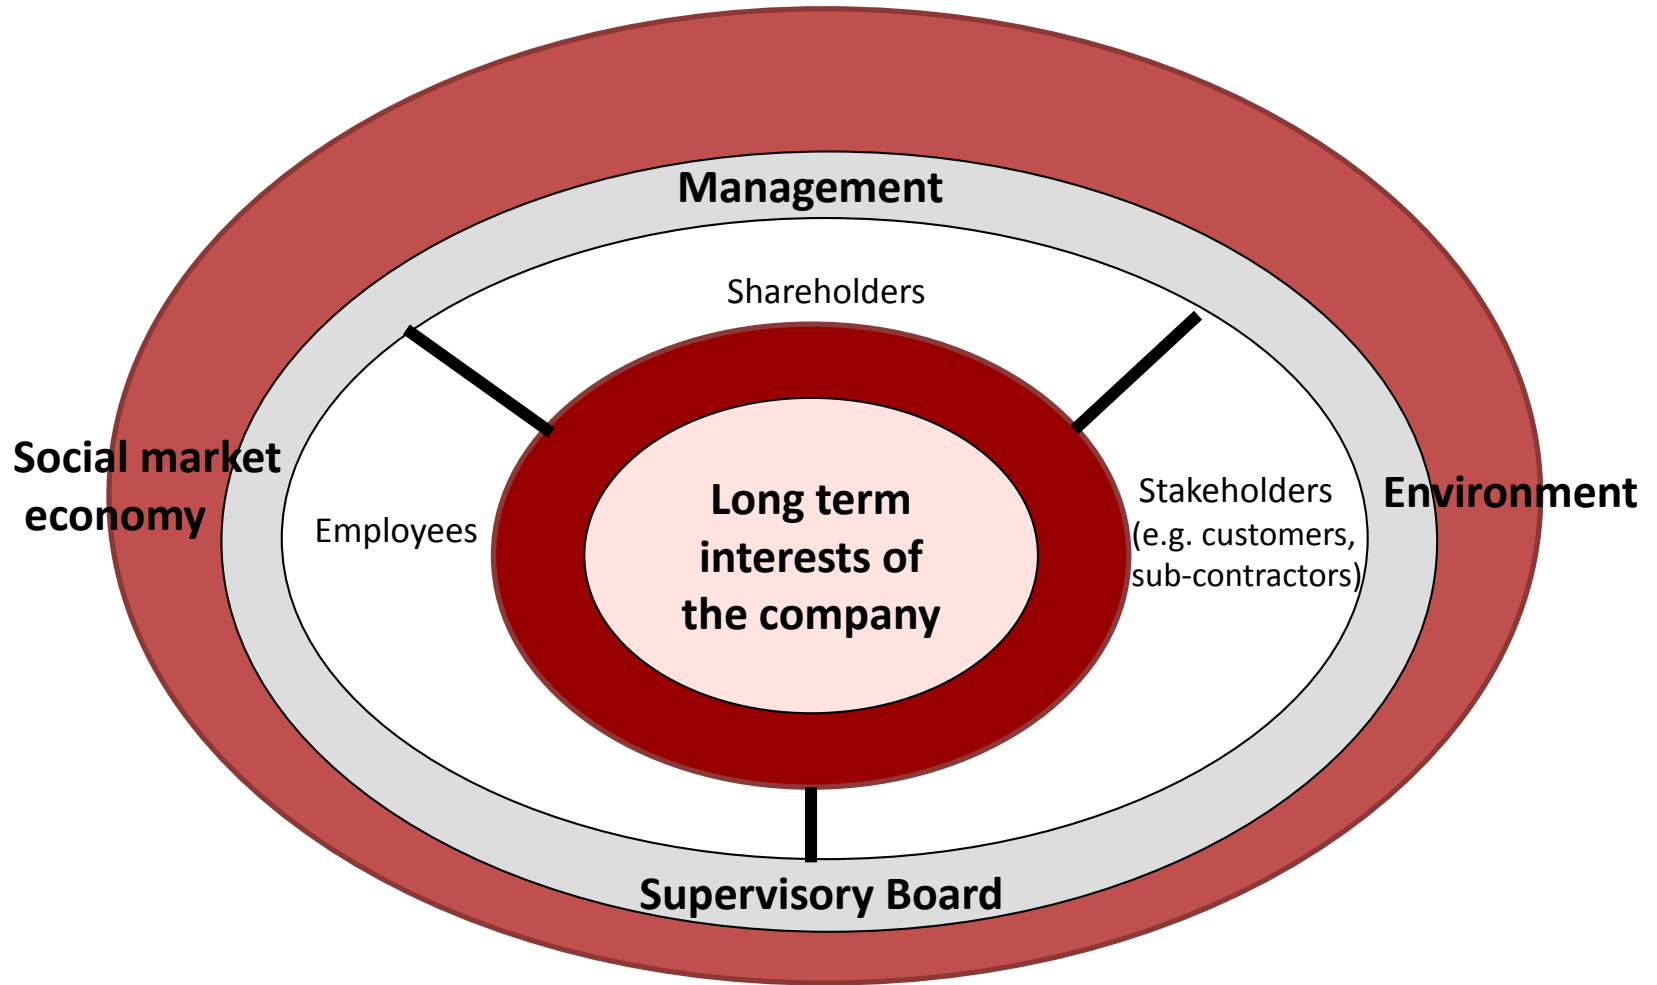 Management
Shareholders
Social market
economy
Employees
Long term
interests of
the company
Stakeholders
(e.g. customers,
sub-contractors)
Environment
Supervisory Board